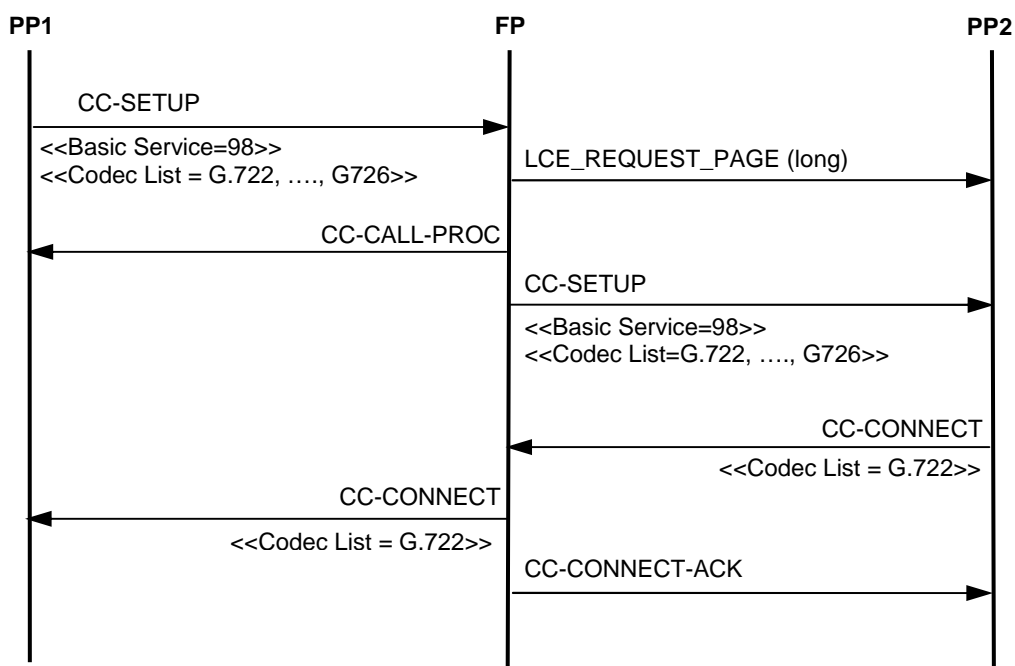 PP1 FP PP2
CC-SETUP
<<Basic Service=98>>
<<Codec List = G.722, …., G726>>
LCE_REQUEST_PAGE (long)
CC-CALL-PROC
CC-SETUP
<<Basic Service=98>>
<<Codec List=G.722, …., G726>>
CC-CONNECT
<<Codec List = G.722>>
CC-CONNECT
<<Codec List = G.722>>
CC-CONNECT-ACK